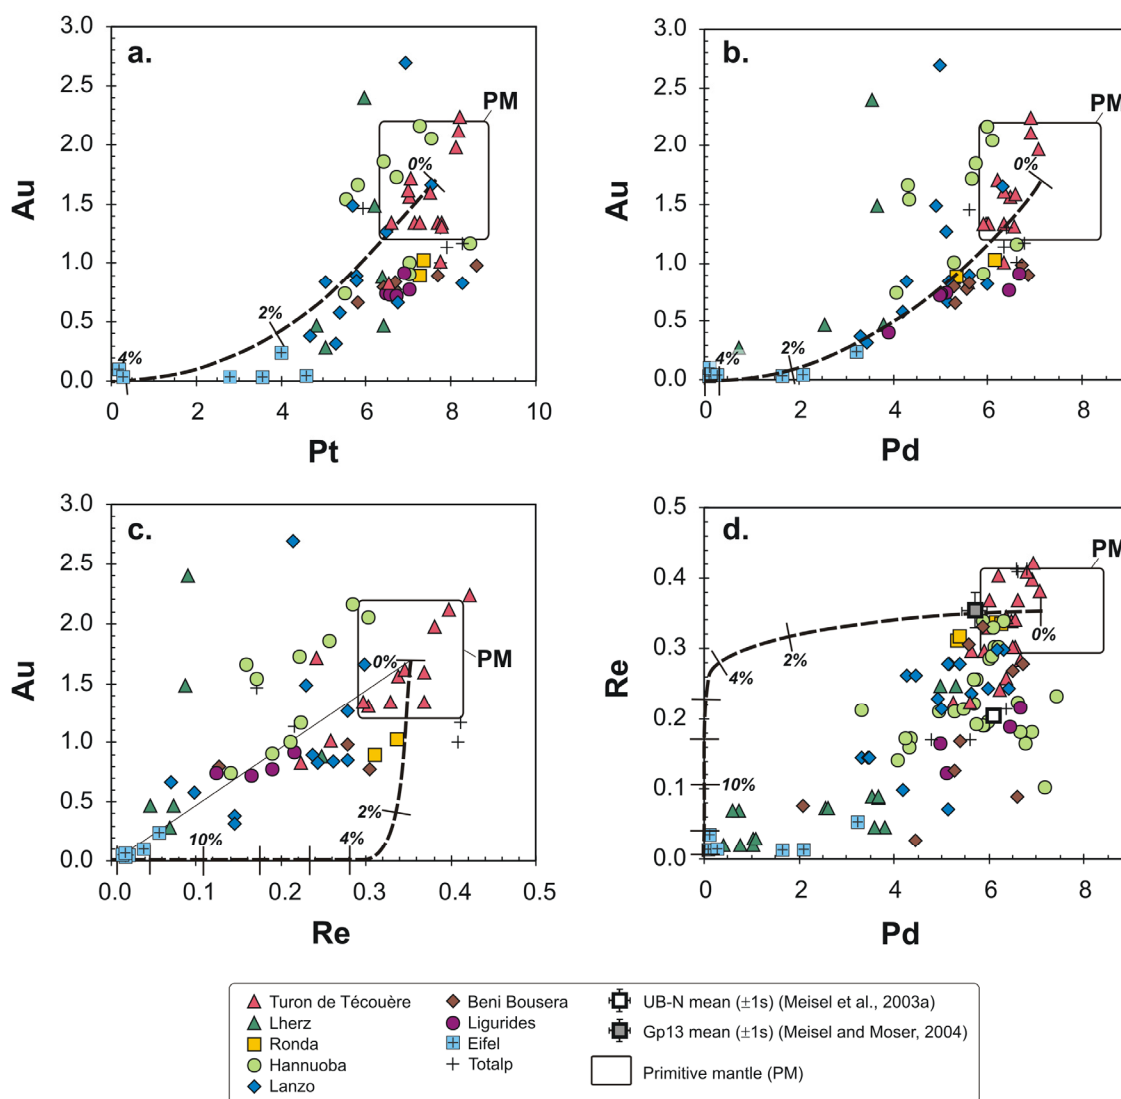 a.
3.0
2.5
2.0
1.5
1.0
0.5
0.0
Au
PM
0%
2%
4%
0
2
4
6
8
10
Pt
b.
3.0
2.5
2.0
1.5
1.0
0.5
0.0
Au
PM
0%
2%
4%
0
2
4
6
8
Pd
c.
3.0
2.5
2.0
1.5
1.0
0.5
0.0
Au
PM
0%
2%
4%
10%
0.0
0.1
0.2
0.3
0.4
0.5
Re
d.
0.5
0.4
0.3
0.2
0.1
0.0
Re
PM
0%
2%
4%
10%
0
2
4
6
8
Pd
Turon de Técouère
Lherz
Ronda
Hannuoba
Lanzo
Beni Bousera
Ligurides
Eifel
Totalp
UB-N mean (±1s) (Meisel et al., 2003a)
Gp13 mean (±1s) (Meisel and Moser, 2004)
Primitive mantle (PM)